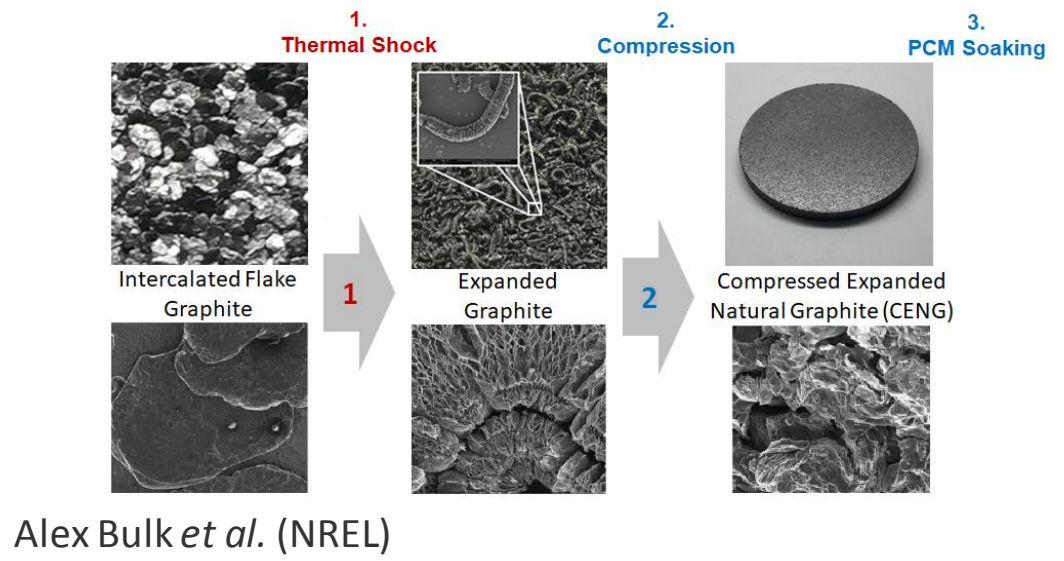 1.
Thermal Shock
2.
Compression
3.
PCM Soaking
Intercalated Flake
Graphite
1
Expanded
Graphite
2
Compressed Expanded
Natural Graphite (CENG)
Alex Bulk et al. (NREL)